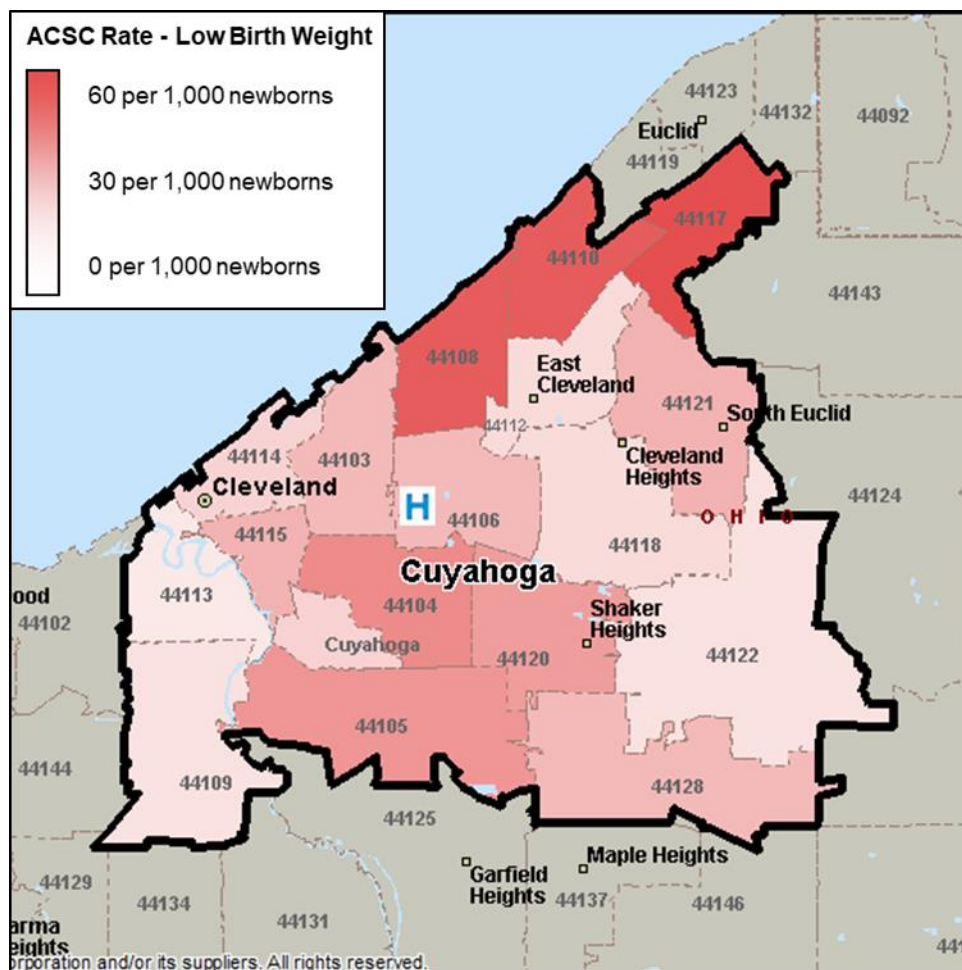 ACSC Rate - Low Birth Weight
60 per 1,000 newborns
30 per 1,000 newborns
0 per 1,000 newborns
44123
44132
44092
Euclid
44119
44117
44110
44143
44108
East
Cleveland
44121
South Euclid
44112
44114
44103
Cleveland
Heights
44124
Cleveland
H
44106
OHIO
44115
44118
Cuyahoga
44113
44104
Shaker
Heights
ood
44102
Cuyahoga
44120
44122
44105
44144
44109
44128
44125
Garfield
Heights
Maple Heights
44129
44134
44131
44137
44146
441
arma
eights
orporation and/or its suppliers. All rights reserved.